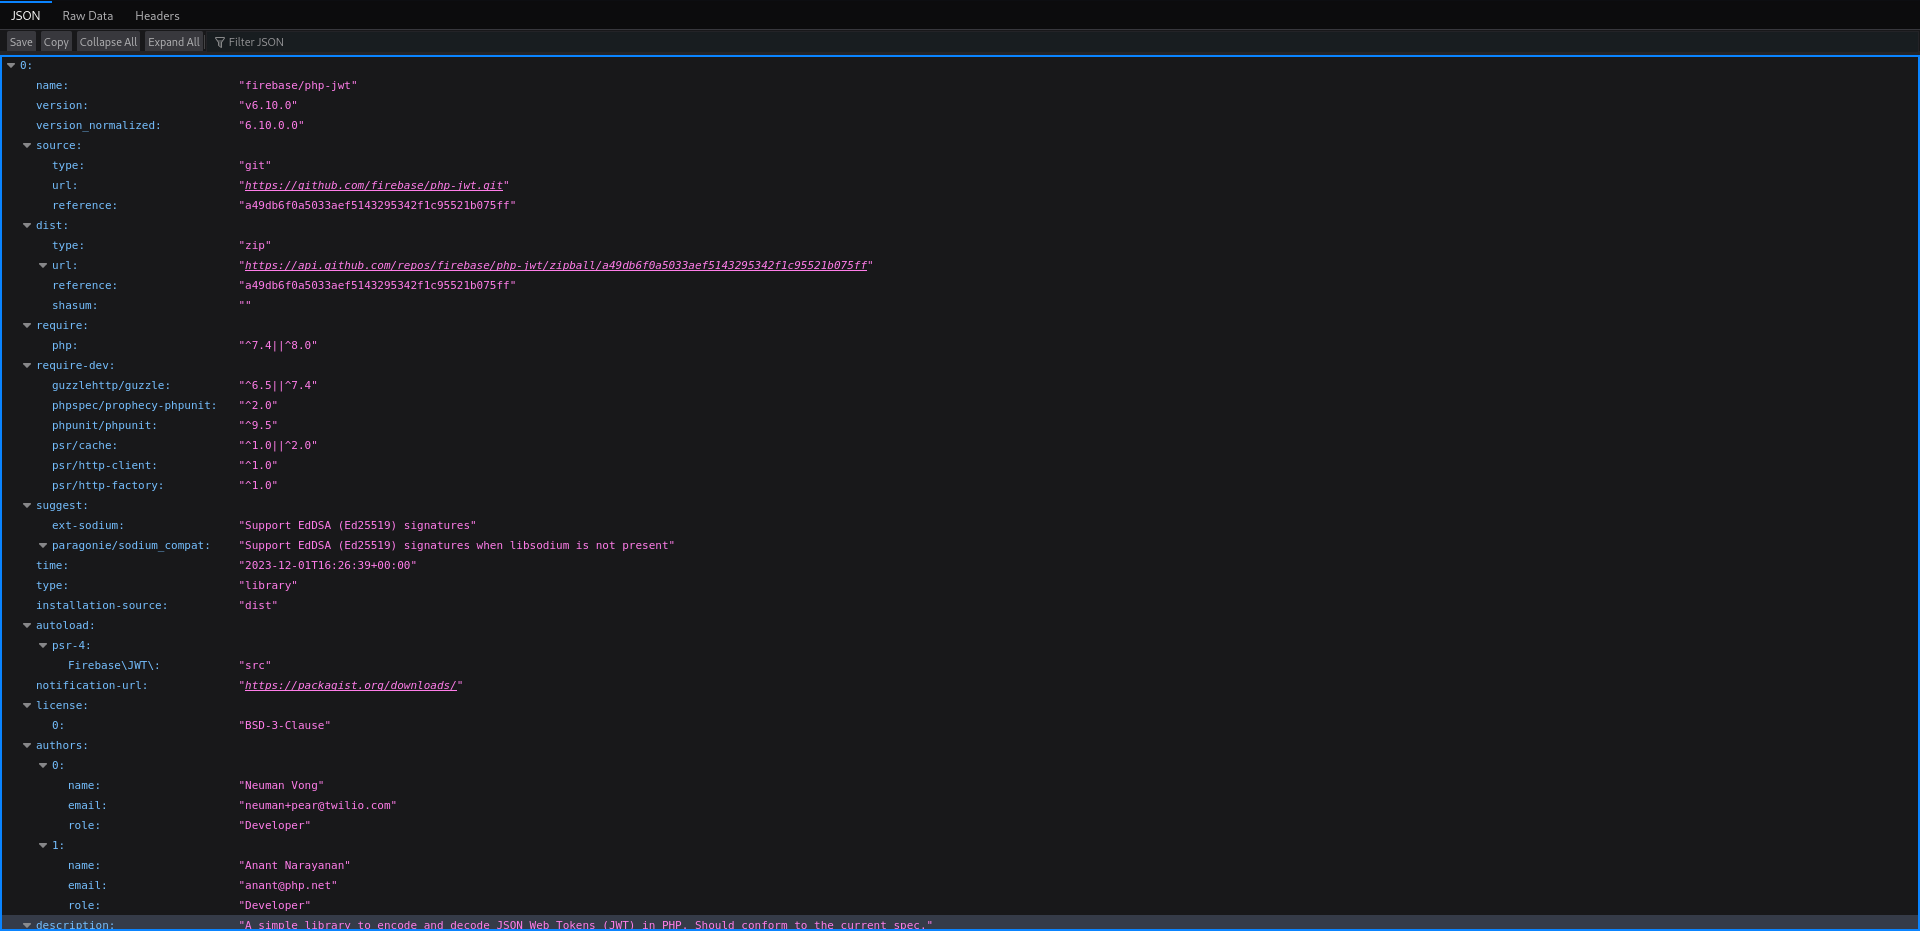 JSON Raw Data Headers
Save Copy Collapse All Expand All Filter JSON
0:
name: "firebase/php-jwt"
version: "v6.10.0"
version_normalized: "6.10.0.0"
source:
type: "git"
url: "https://github.com/firebase/php-jwt.git"
reference: "a49db6f0a5033aef5143295342f1c95521b075ff"
dist:
type: "zip"
url: "https://api.github.com/repos/firebase/php-jwt/zipball/a49db6f0a5033aef5143295342f1c95521b075ff"
reference: "a49db6f0a5033aef5143295342f1c95521b075ff"
shasum: ""
require:
php: "^7.4||^8.0"
require-dev:
guzzlehttp/guzzle: "^6.5||^7.4"
phpspec/prophecy-phpunit: "^2.0"
phpunit/phpunit: "^9.5"
psr/cache: "^1.0||^2.0"
psr/http-client: "^1.0"
psr/http-factory: "^1.0"
suggest:
ext-sodium: "Support EdDSA (Ed25519) signatures"
paragonie/sodium_compat: "Support EdDSA (Ed25519) signatures when libsodium is not present"
time: "2023-12-01T16:26:39+00:00"
type: "library"
installation-source: "dist"
autoload:
psr-4:
Firebase\JWT\: "src"
notification-url: "https://packagist.org/downloads/"
license:
0: "BSD-3-Clause"
authors:
0:
name: "Neuman Vong"
email: "neuman+pear@twilio.com"
role: "Developer"
1:
name: "Anant Narayanan"
email: "anant@php.net"
role: "Developer"
description: "A simple library to encode and decode JSON Web Tokens (JWT) in PHP. Should conform to the current spec."